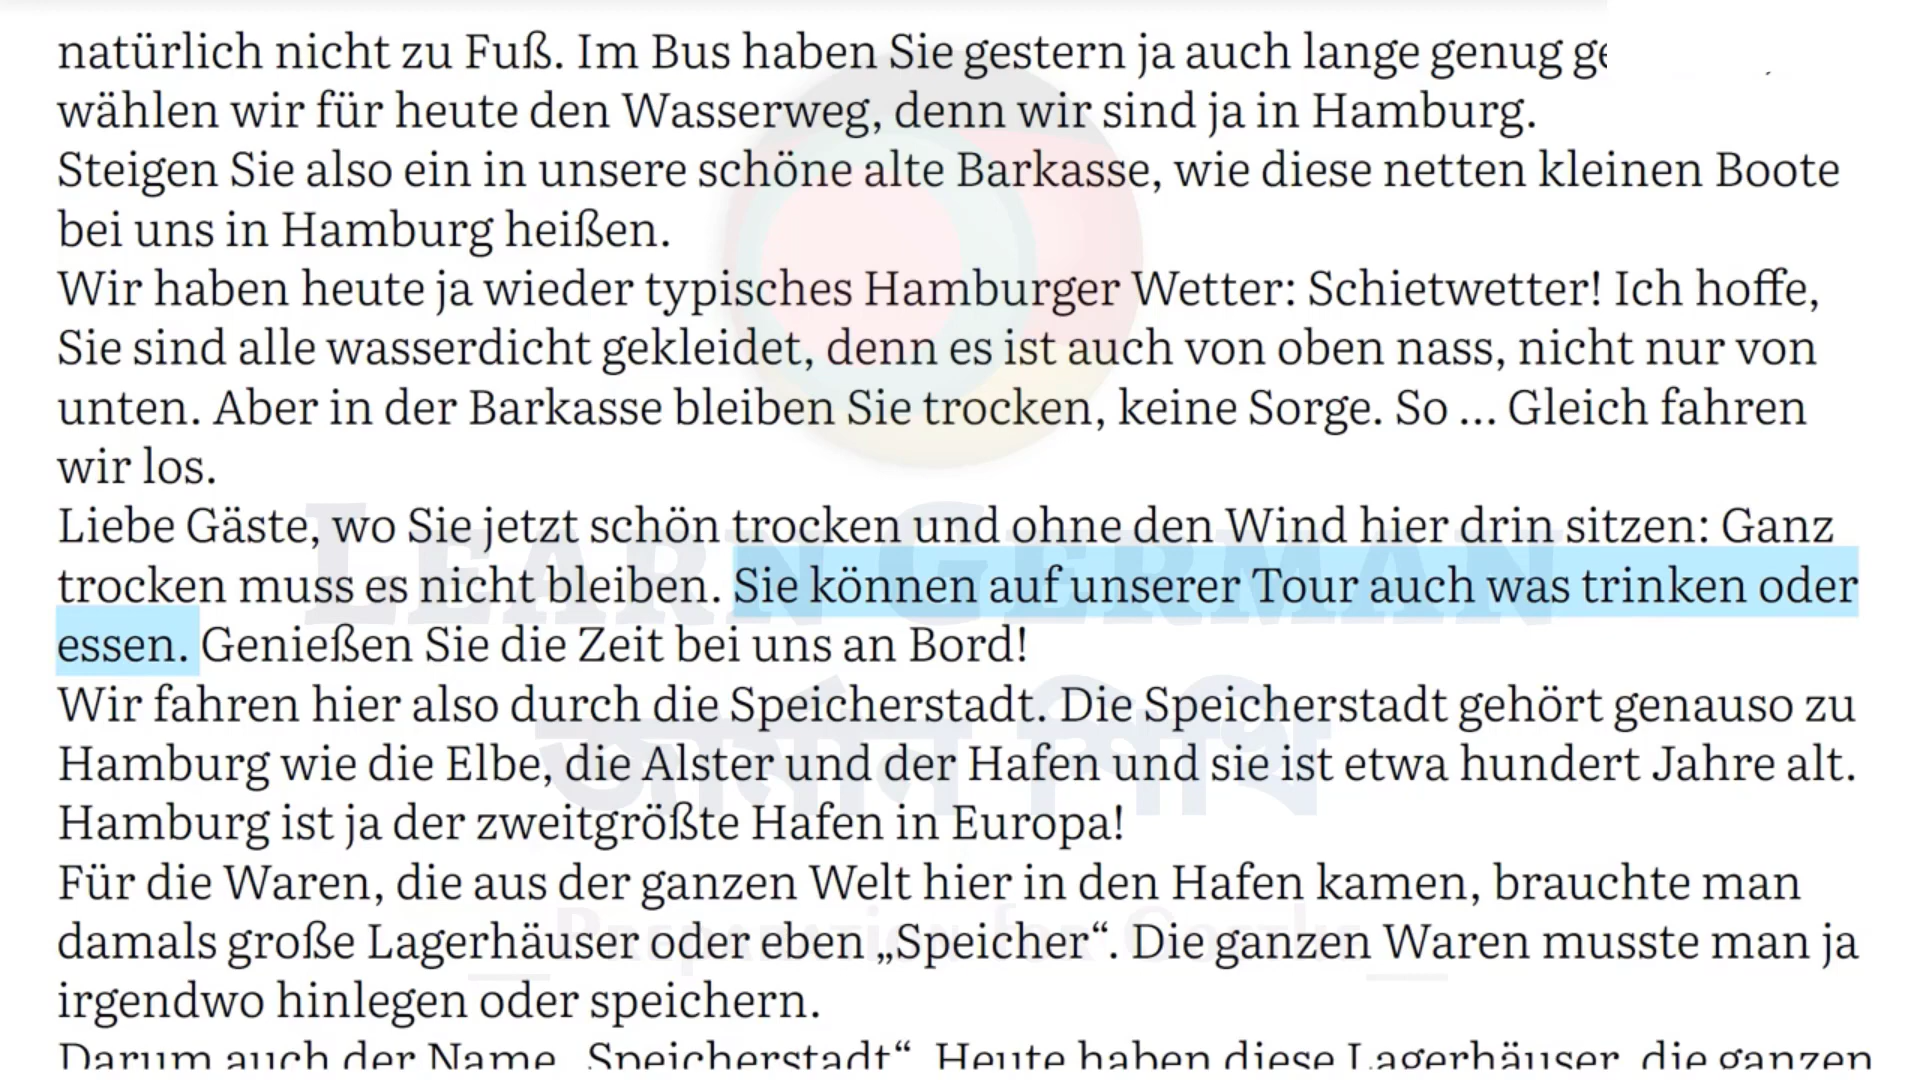 natürlich nicht zu Fuß. Im Bus haben Sie gestern ja auch lange genug
wählen wir für heute den Wasserweg, denn wir sind ja in Hamburg.
Steigen Sie also ein in unsere schöne alte Barkasse, wie diese netten kleinen Boote
bei uns in Hamburg heißen.
Wir haben heute ja wieder typisches Hamburger Wetter: Schietwetter! Ich hoffe,
Sie sind alle wasserdicht gekleidet, denn es ist auch von oben nass, nicht nur von
unten. Aber in der Barkasse bleiben Sie trocken, keine Sorge. So ... Gleich fahren
wir los.
Liebe Gäste, wo Sie jetzt schön trocken und ohne den Wind hier drin sitzen: Ganz
trocken muss es nicht bleiben. Sie können auf unserer Tour auch was trinken oder
essen. Genießen Sie die Zeit bei uns an Bord!
Wir fahren hier also durch die Speicherstadt. Die Speicherstadt gehört genauso zu
Hamburg wie die Elbe, die Alster und der Hafen und sie ist etwa hundert Jahre alt.
Hamburg ist ja der zweitgrößte Hafen in Europa!
Für die Waren, die aus der ganzen Welt hier in den Hafen kamen, brauchte man
damals große Lagerhäuser oder eben „Speicher“. Die ganzen Waren musste man ja
irgendwo hinlegen oder speichern.
Darum auch der Name „Speicherstadt“. Heute haben diese Lagerhäuser, die ganzen
LEARN GERMAN
জার্মান শিখি
PREPARATION FOR GOETHE